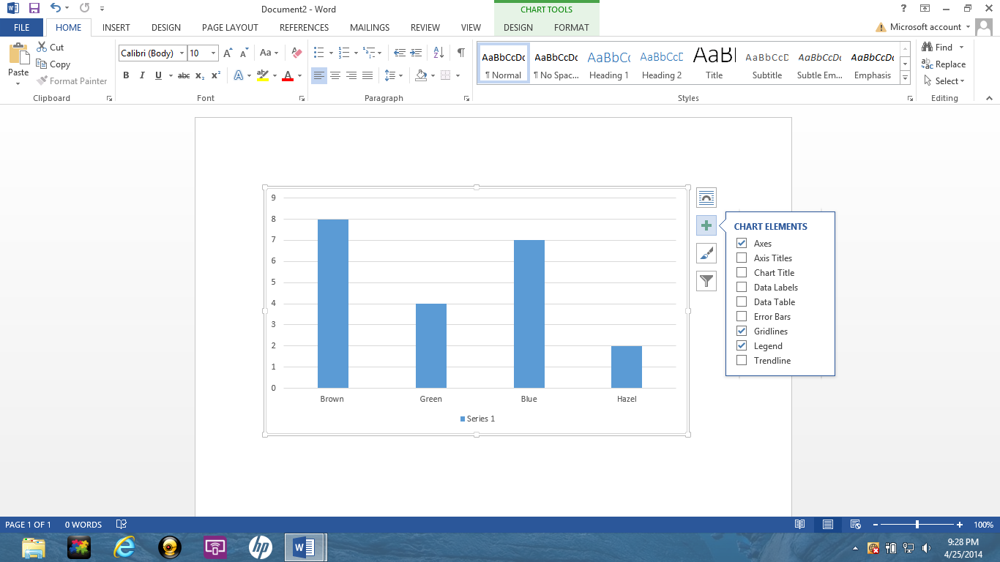 Document2 - Word
CHART TOOLS
?
FILE HOME INSERT DESIGN PAGE LAYOUT REFERENCES MAILINGS REVIEW VIEW DESIGN FORMAT Microsoft account
Paste
Cut
Copy
Format Painter
Clipboard
Calibri (Body) 10 A A Aa
B I U abc x2 x2 A ab A
Font
A Z ¶
Paragraph
AaBbCcDc AaBbCcDc AaBbCc AaBbCcD AaBl AaBbCcD AaBbCcDc AaBbCcDc
¶ Normal ¶ No Spac... Heading 1 Heading 2 Title Subtitle Subtle Em... Emphasis
Styles
Find
Replace
Select
Editing
9
8
7
6
5
4
3
2
1
0
Brown Green Blue Hazel
Series 1
CHART ELEMENTS
Axes
Axis Titles
Chart Title
Data Labels
Data Table
Error Bars
Gridlines
Legend
Trendline
PAGE 1 OF 1 0 WORDS 100%
hp W
9:28 PM
4/25/2014